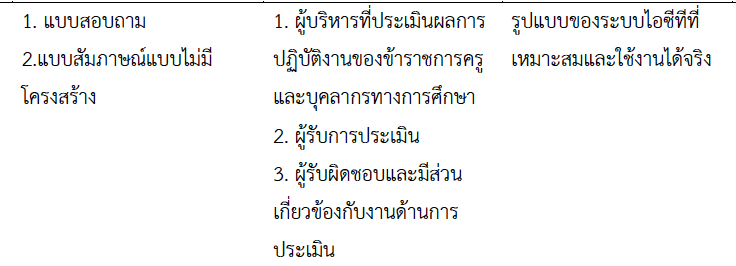 1. แบบสอบถาม
2.แบบสัมภาษณ์แบบไม่มี
โครงสร้าง
1. ผู้บริหารที่ประเมินผลการ
ปฏิบัติงานของข้าราชการครู
และบุคลากรทางการศึกษา
2. ผู้รับการประเมิน
3. ผู้รับผิดชอบและมีส่วน
เกี่ยวข้องกับงานด้านการ
ประเมิน
รูปแบบของระบบไอซีทีที่
เหมาะสมและใช้งานได้จริง